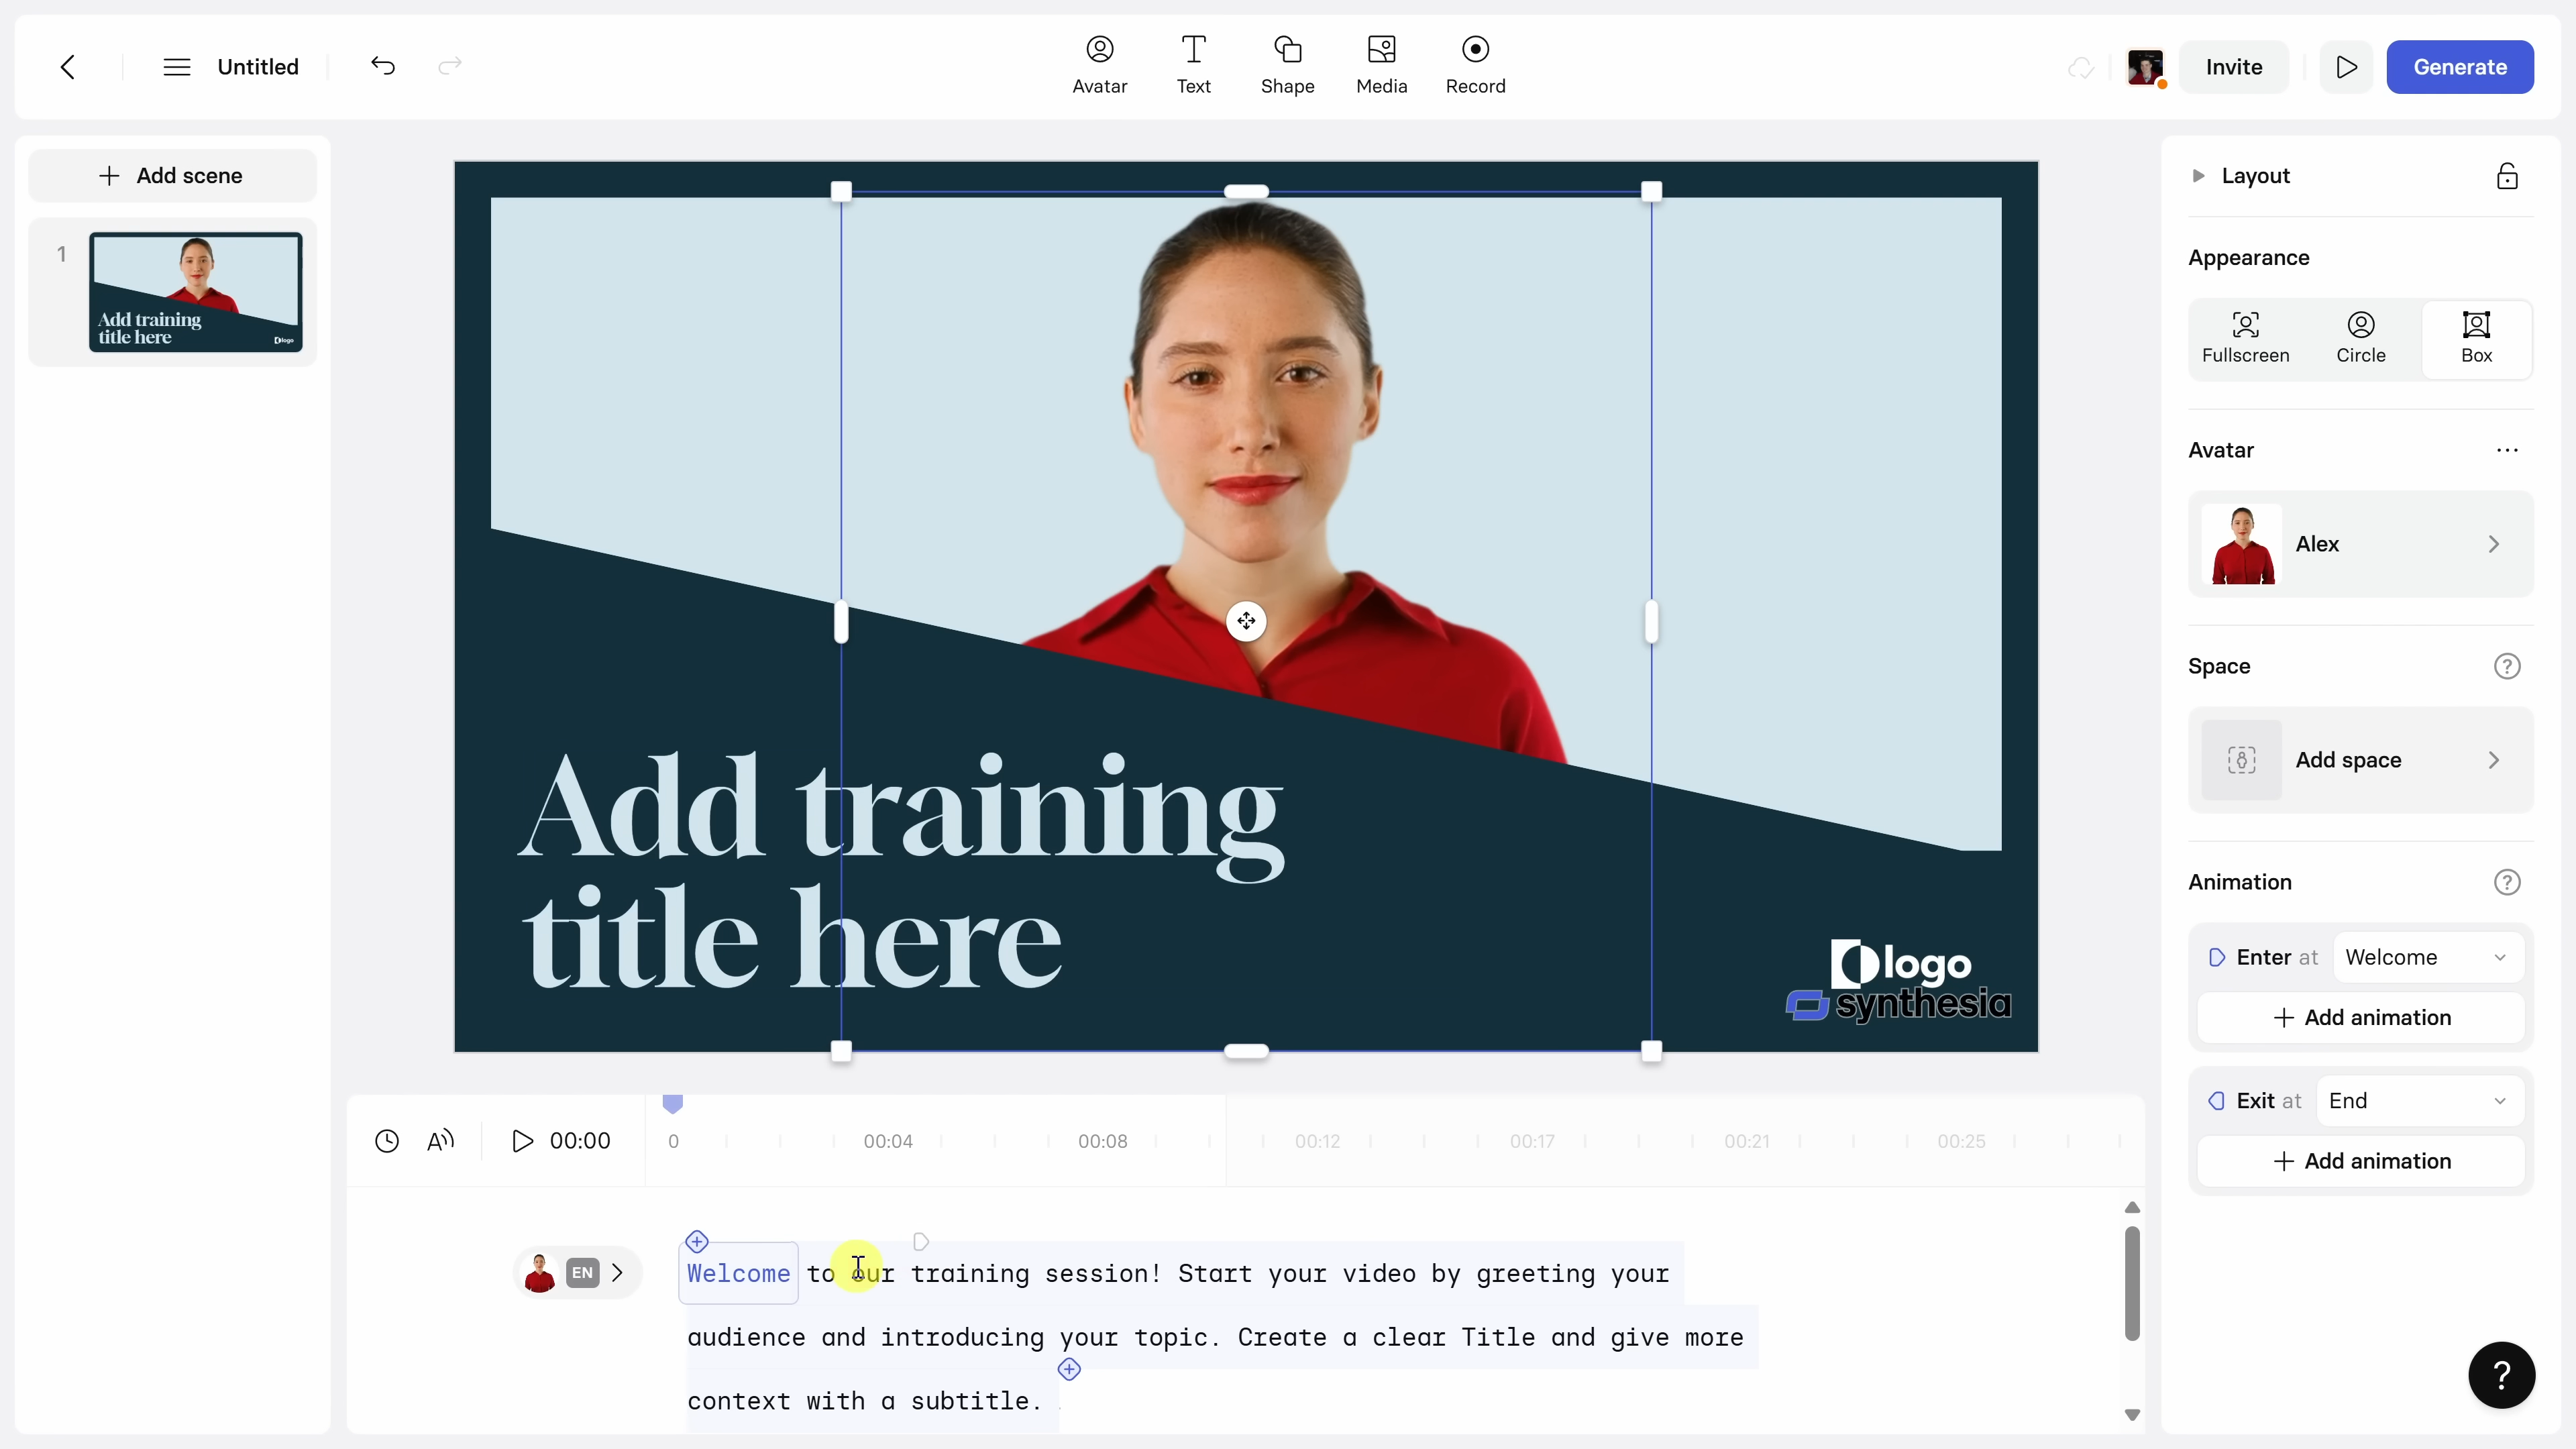 Untitled
Avatar
Text
Shape
Media
Record
Invite
Generate
Add scene
1
Add training
title here
logo
Add training
title here
logo
synthesia
Layout
Appearance
Fullscreen
Circle
Box
Avatar
Alex
Space
?
Add space
Animation
?
Enter at Welcome
Add animation
Exit at End
Add animation
00:00
0 00:04 00:08 00:12 00:17 00:21 00:25
EN
Welcome to our training session! Start your video by greeting your
audience and introducing your topic. Create a clear Title and give more
context with a subtitle.
?